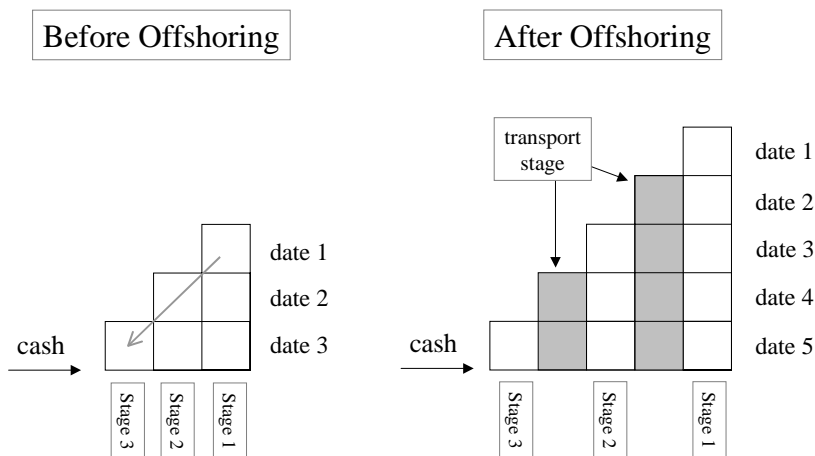 Before Offshoring
After Offshoring
transport
stage
date 1
date 2
date 3
cash
Stage 3
Stage 2
Stage 1
date 1
date 2
date 3
date 4
date 5
cash
Stage 3
Stage 2
Stage 1